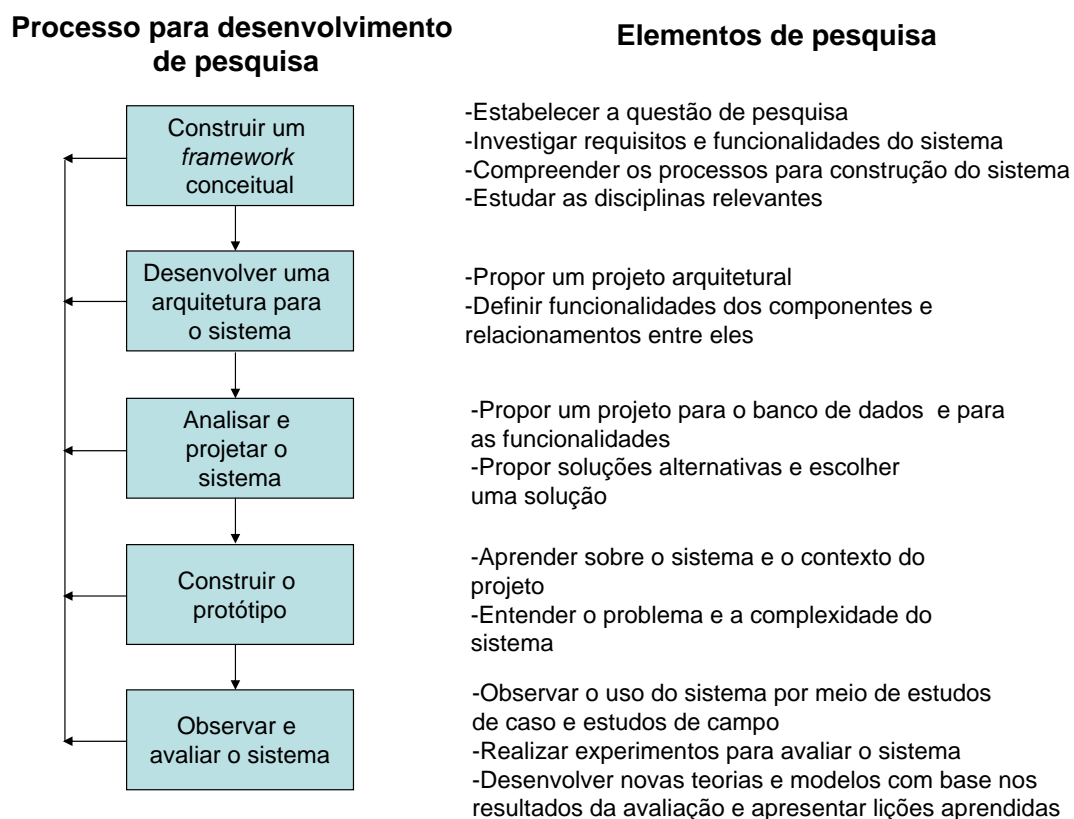 Processo para desenvolvimento
de pesquisa
Elementos de pesquisa
Construir um
framework
conceitual
-Estabelecer a questão de pesquisa
-Investigar requisitos e funcionalidades do sistema
-Compreender os processos para construção do sistema
-Estudar as disciplinas relevantes
Desenvolver uma
arquitetura para
o sistema
-Propor um projeto arquitetural
-Definir funcionalidades dos componentes e
relacionamentos entre eles
Analisar e
projetar o
sistema
-Propor um projeto para o banco de dados e para
as funcionalidades
-Propor soluções alternativas e escolher
uma solução
Construir o
protótipo
-Aprender sobre o sistema e o contexto do
projeto
-Entender o problema e a complexidade do
sistema
Observar e
avaliar o sistema
-Observar o uso do sistema por meio de estudos
de caso e estudos de campo
-Realizar experimentos para avaliar o sistema
-Desenvolver novas teorias e modelos com base nos
resultados da avaliação e apresentar lições aprendidas